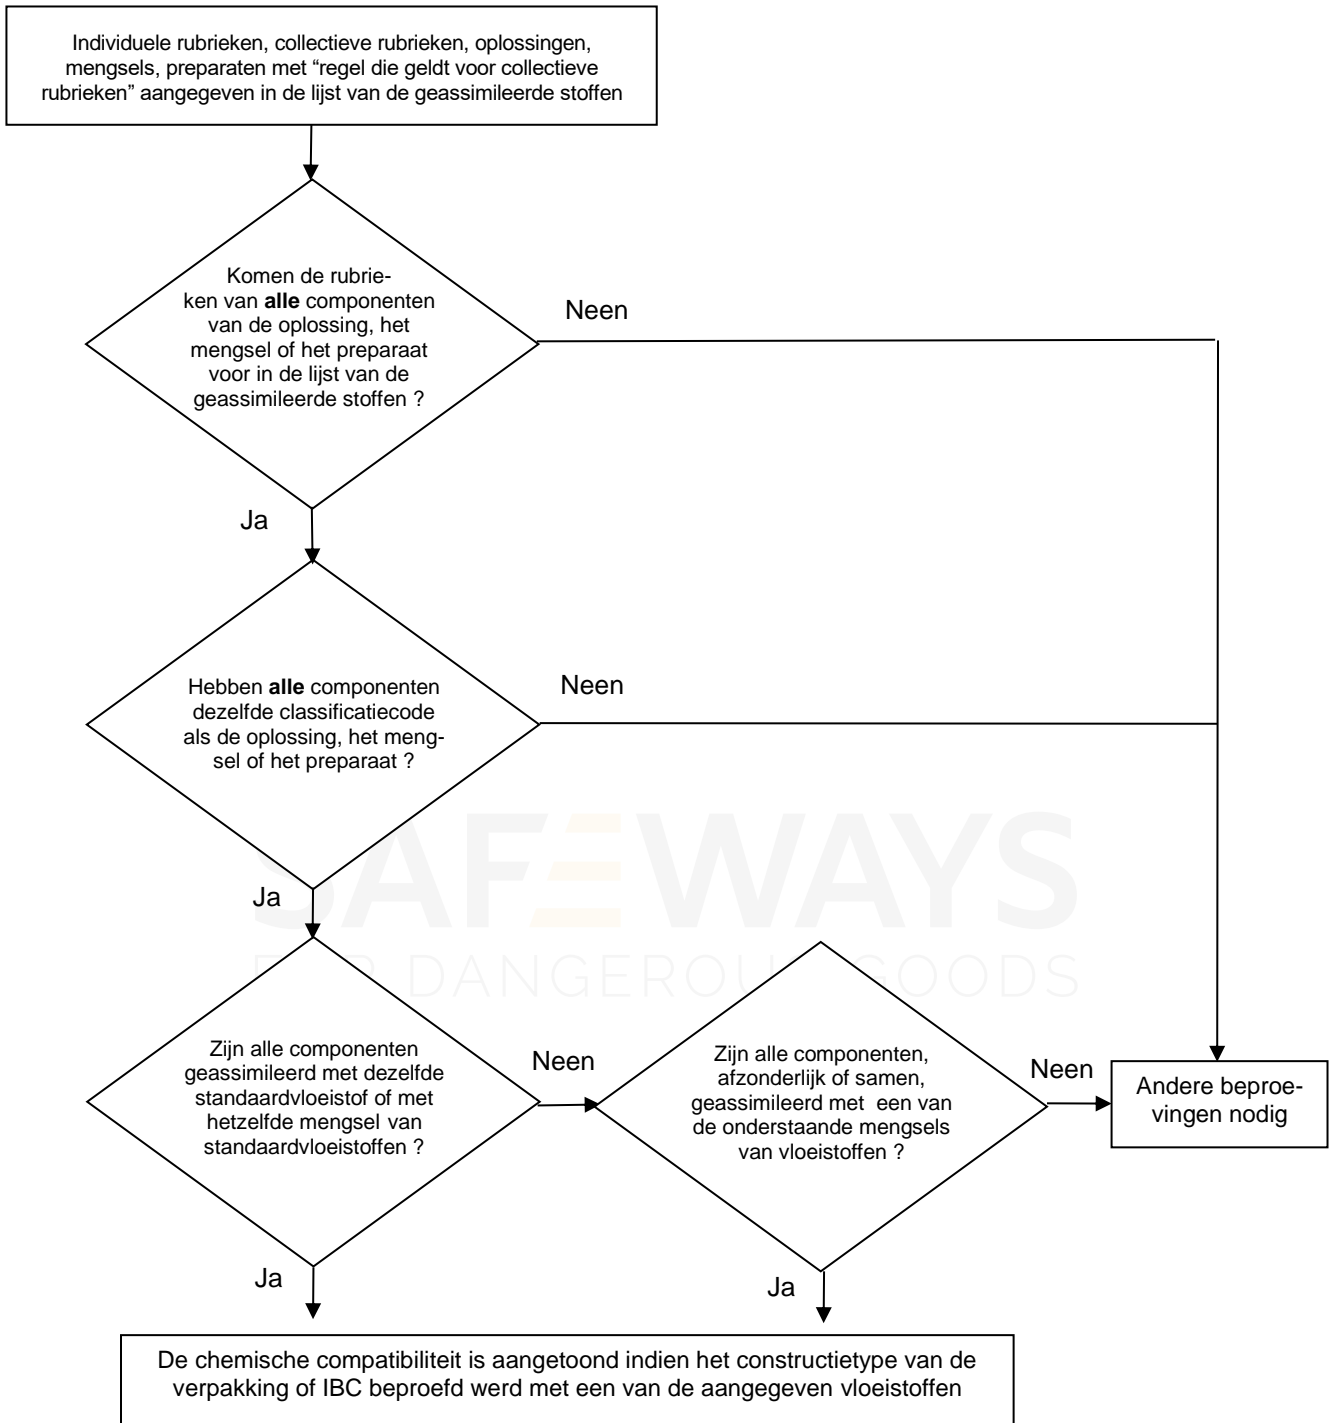 Individuele rubrieken, collectieve rubrieken, oplossingen,
mengsels, preparaten met “regel die geldt voor collectieve
rubrieken” aangegeven in de lijst van de geassimileerde stoffen
Komen de rubrie-
ken van alle componenten
van de oplossing, het
mengsel of het preparaat
voor in de lijst van de
geassimileerde stoffen ?
Neen
Ja
Hebben alle componenten
dezelfde classificatiecode
als de oplossing, het meng-
sel of het preparaat ?
Neen
Ja
SAFEWAYS
FOR DANGEROUS GOODS
Zijn alle componenten
geassimileerd met dezelfde
standaardvloeistof of met
hetzelfde mengsel van
standaardvloeistoffen ?
Neen
Zijn alle componenten,
afzonderlijk of samen,
geassimileerd met een van
de onderstaande mengsels
van vloeistoffen ?
Neen
Andere beproe-
vingen nodig
Ja
Ja
De chemische compatibiliteit is aangetoond indien het constructietype van de
verpakking of IBC beproefd werd met een van de aangegeven vloeistoffen